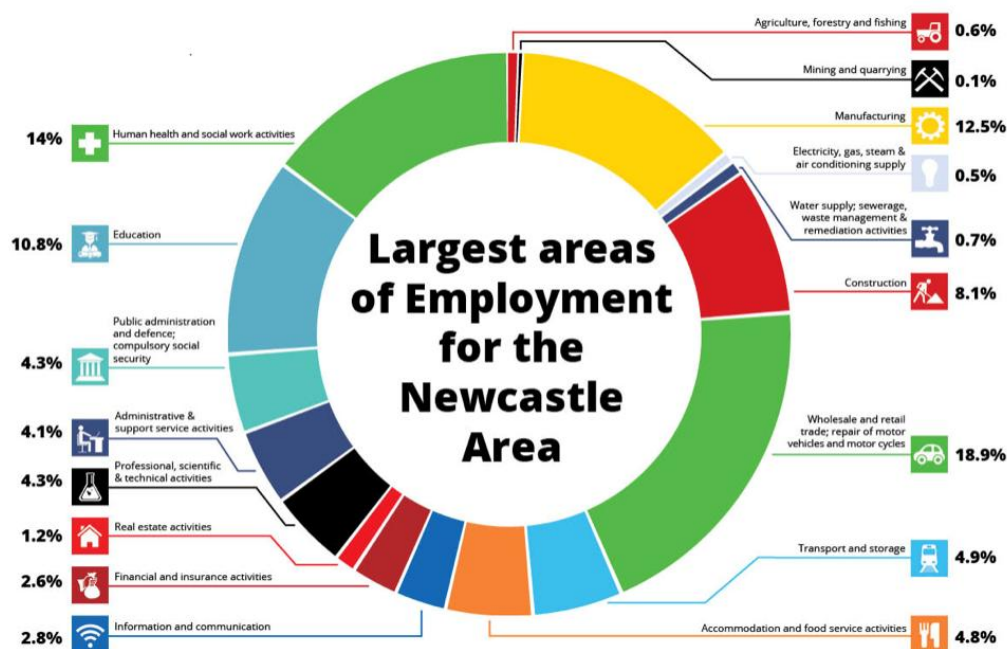 Largest areas
of Employment
for the
Newcastle
Area
Agriculture, forestry and fishing
0.6%
Mining and quarrying
0.1%
Manufacturing
12.5%
Electricity, gas, steam &
air conditioning supply
0.5%
Water supply; sewerage,
waste management &
remediation activities
0.7%
Construction
8.1%
Wholesale and retail
trade; repair of motor
vehicles and motor cycles
18.9%
Transport and storage
4.9%
Accommodation and food service activities
4.8%
14%
Human health and social work activities
10.8%
Education
Public administration
and defence;
compulsory social
security
4.3%
Administrative &
support service activities
4.1%
Professional, scientific
& technical activities
4.3%
1.2%
Real estate activities
2.6%
Financial and insurance activities
2.8%
Information and communication